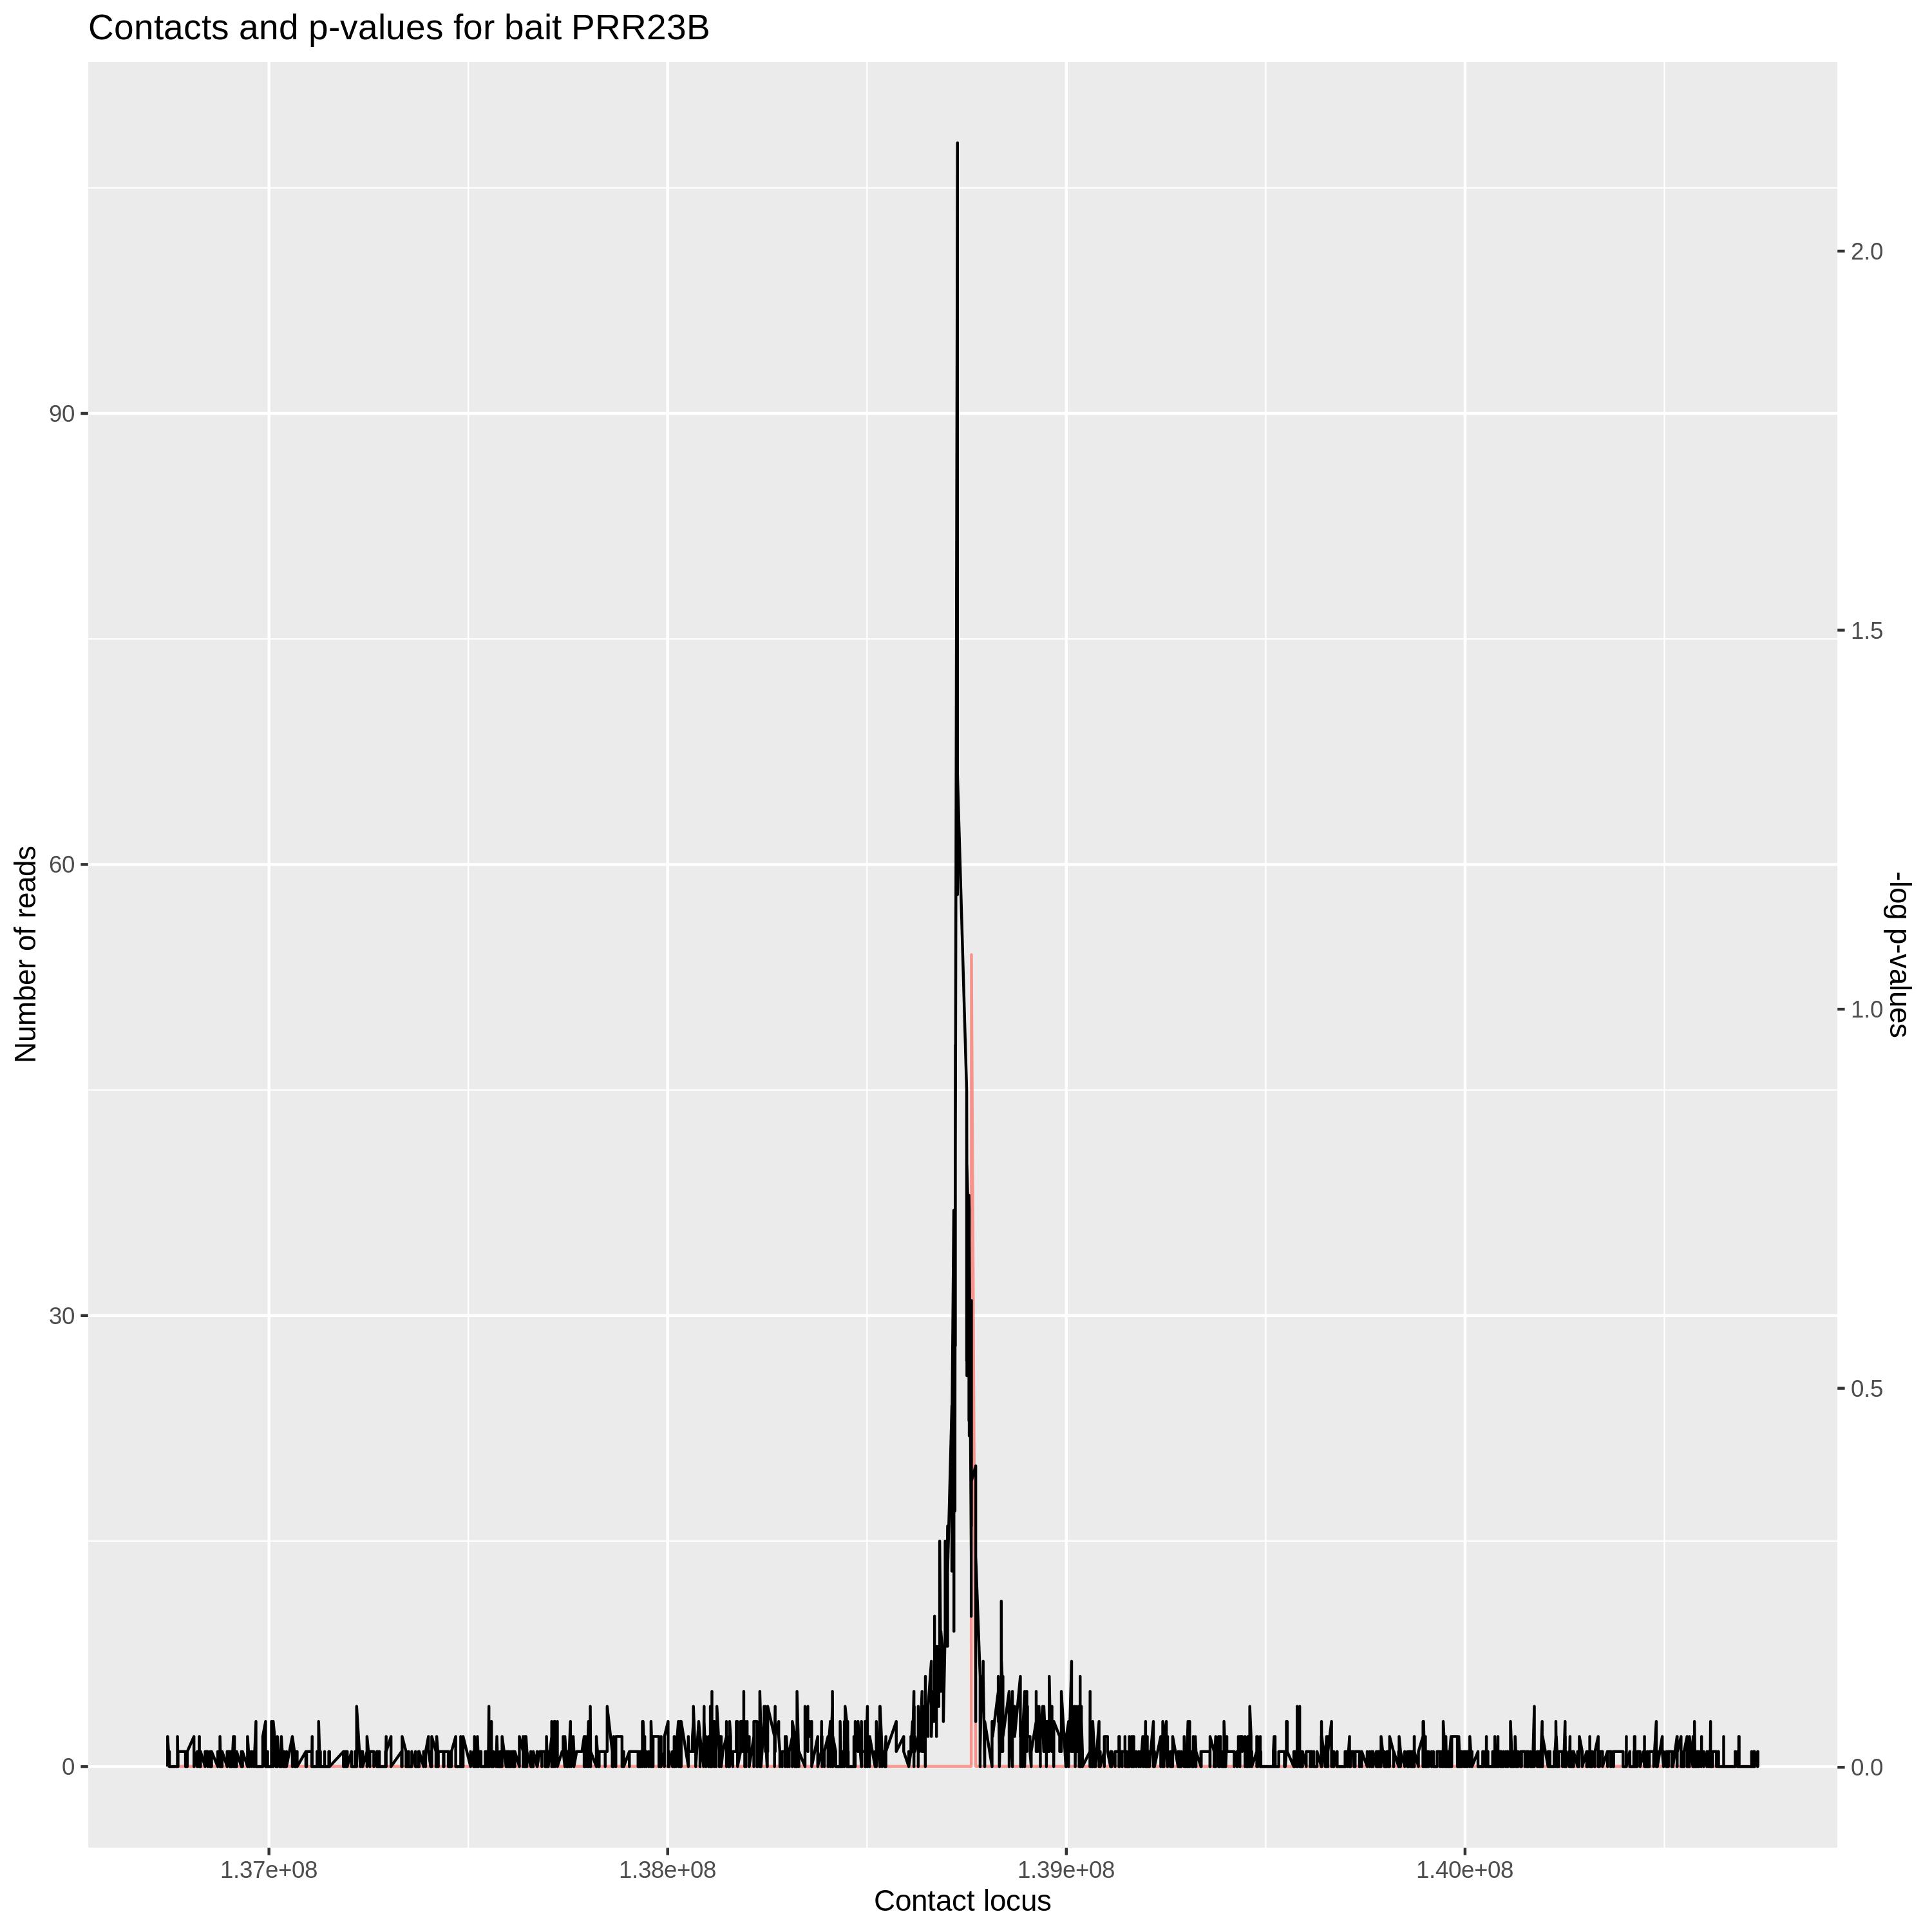 Contacts and p-values for bait PRR23B
90
60
30
0
Number of reads
2.0
1.5
1.0
0.5
0.0
-log p-values
1.37e+08
1.38e+08
1.39e+08
1.40e+08
Contact locus